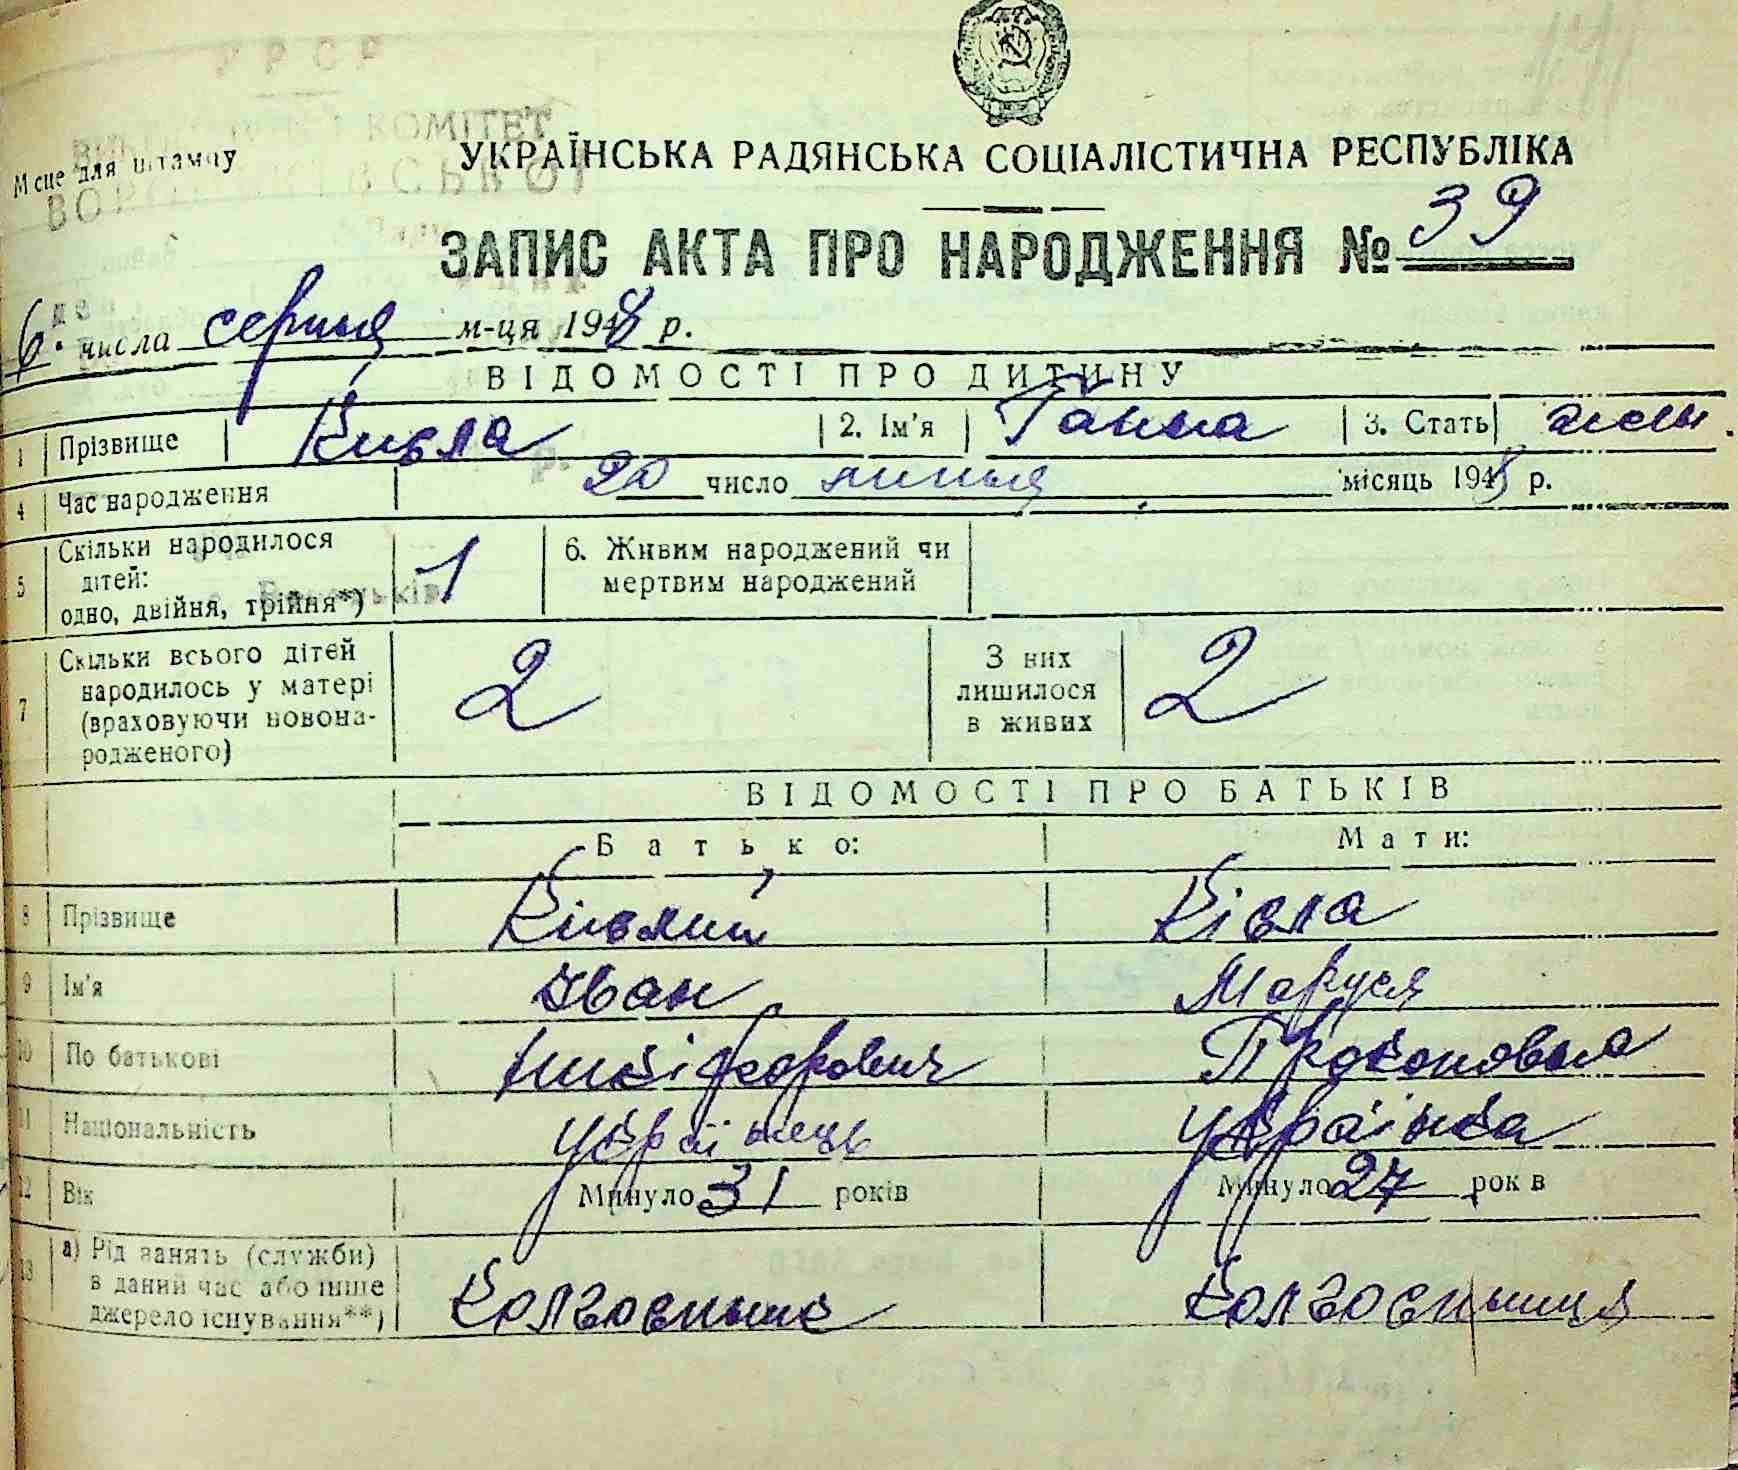 УРСР
КОМІТЕТ
Місце для штампу
УКРАЇНСЬКА РАДЯНСЬКА СОЦІАЛІСТИЧНА РЕСПУБЛІКА
ЗАПИС АКТА ПРО НАРОДЖЕННЯ № 39
6. числа серпня м-ця 1948 р.
ВІДОМОСТІ ПРО ДИТИНУ
1 Прізвище Кисла 2. Ім'я Ганна 3. Стать жен.
4 Час народження 20 число липня місяць 1948 р.
5 Скільки народилося дітей: одно, двійня, трійня*) 1 6. Живим народжений чи мертвим народжений
7 Скільки всього дітей народилось у матері (враховуючи новонародженого) 2 З них лишилося в живих 2
ВІДОМОСТІ ПРО БАТЬКІВ
Батько: Мати:
8 Прізвище Кислий Кісла
9 Ім'я Іван Маруся
10 По батькові Никіфорович Прокоповна
11 Національність українець українка
12 Вік Минуло 31 років Минуло 27 років
13 а) Рід занять (служби) в даний час або інше джерело існування**) Колгоспник Колгоспниця